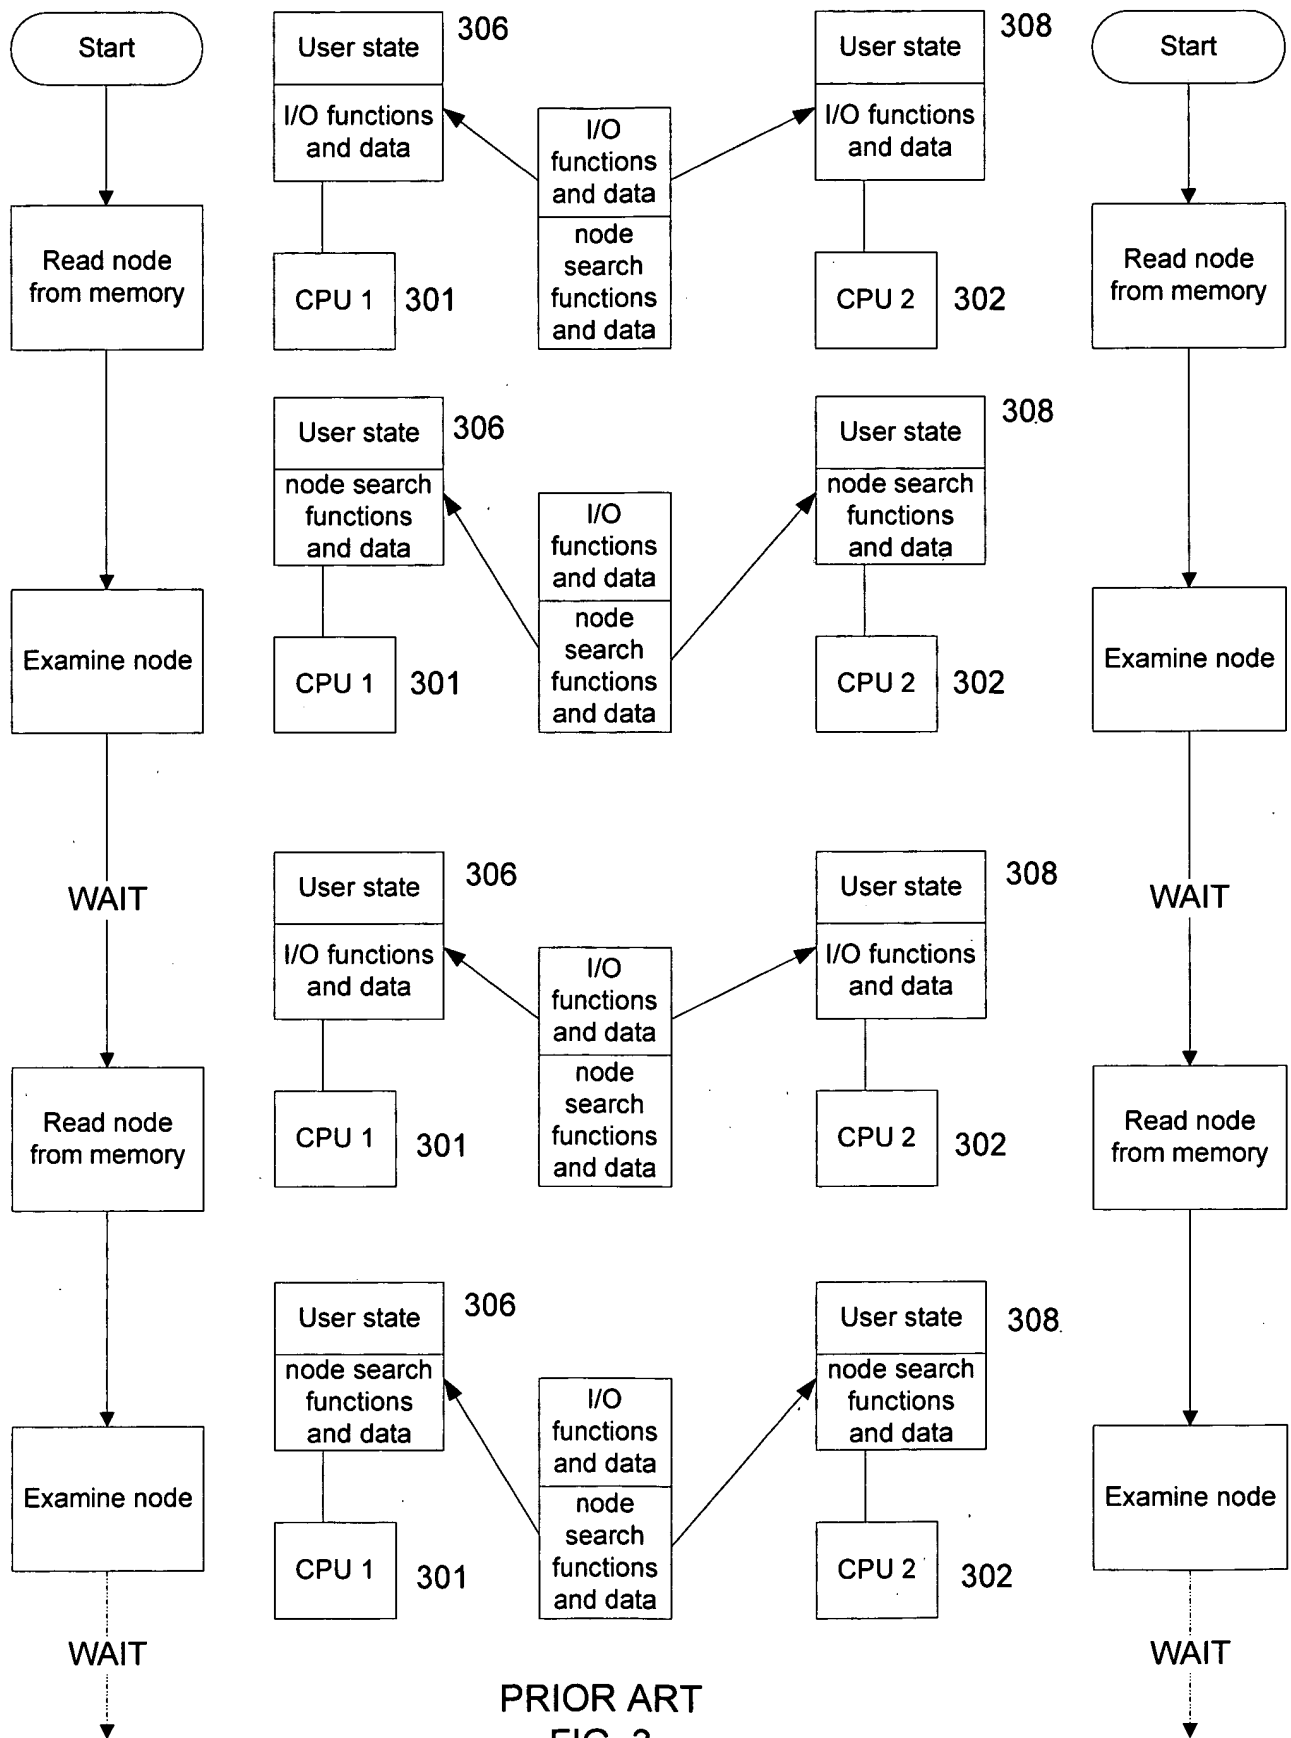 Start
User state
306
I/O functions
and data
CPU 1
301
I/O
functions
and data
node
search
functions
and data
User state
308
I/O functions
and data
CPU 2
302
Start
Read node
from memory
Read node
from memory
User state
306
node search
functions
and data
CPU 1
301
I/O
functions
and data
node
search
functions
and data
User state
308
node search
functions
and data
CPU 2
302
Examine node
Examine node
WAIT
WAIT
User state
306
I/O functions
and data
CPU 1
301
I/O
functions
and data
node
search
functions
and data
User state
308
I/O functions
and data
CPU 2
302
Read node
from memory
Read node
from memory
User state
306
node search
functions
and data
CPU 1
301
I/O
functions
and data
node
search
functions
and data
User state
308
node search
functions
and data
CPU 2
302
Examine node
Examine node
WAIT
WAIT
PRIOR ART
FIG.